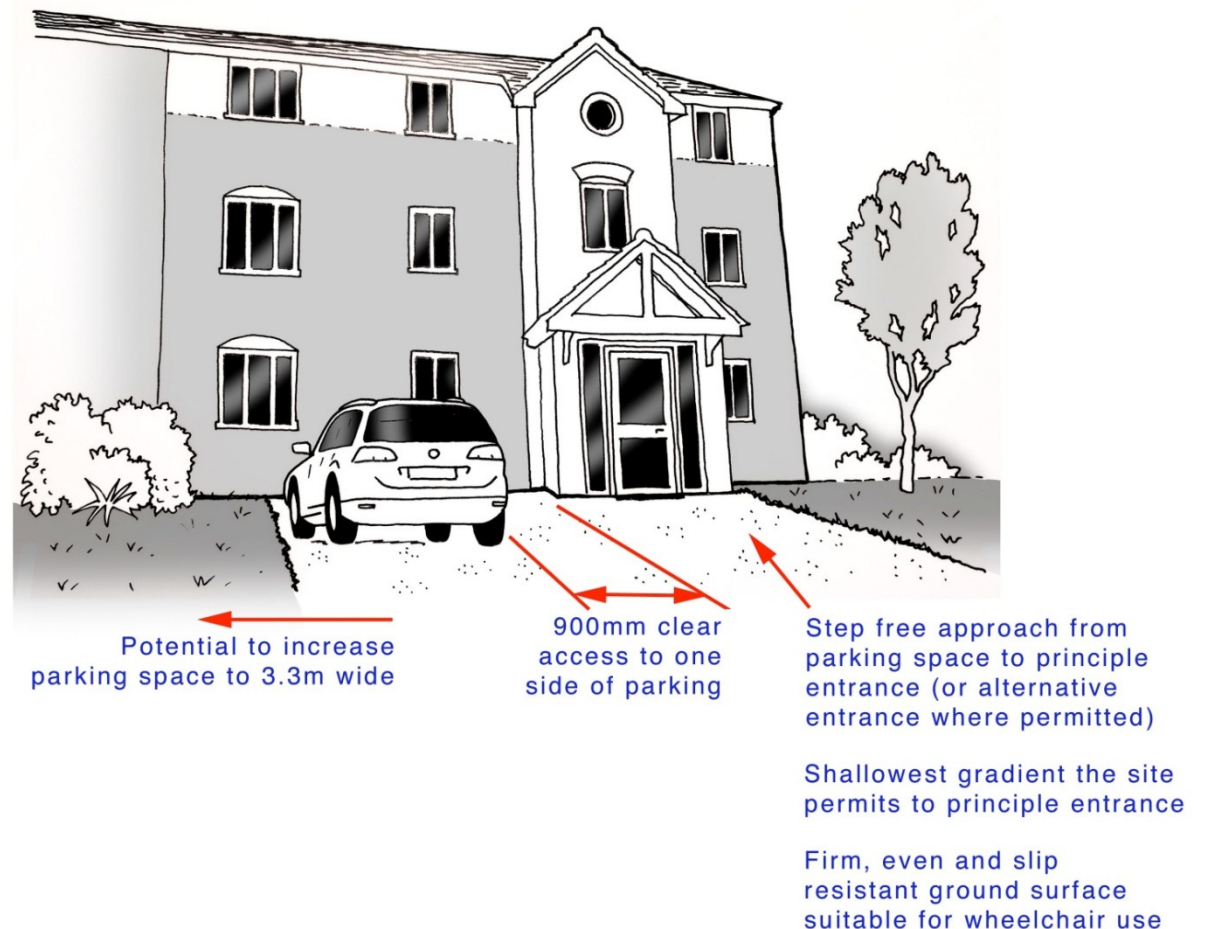 Potential to increase
parking space to 3.3m wide
900mm clear
access to one
side of parking
Step free approach from
parking space to principle
entrance (or alternative
entrance where permitted)
Shallowest gradient the site
permits to principle entrance
Firm, even and slip
resistant ground surface
suitable for wheelchair use